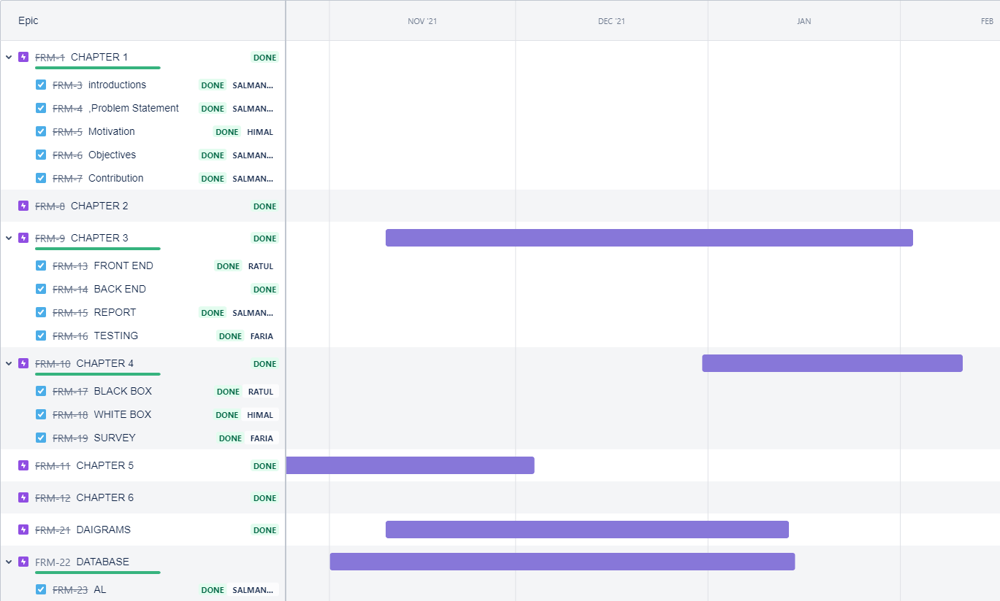 Epic NOV '21 DEC '21 JAN FEB
FRM-1 CHAPTER 1 DONE
FRM-3 introductions DONE SALMAN...
FRM-4 ,Problem Statement DONE SALMAN...
FRM-5 Motivation DONE HIMAL
FRM-6 Objectives DONE SALMAN...
FRM-7 Contribution DONE SALMAN...
FRM-8 CHAPTER 2 DONE
FRM-9 CHAPTER 3 DONE
FRM-13 FRONT END DONE RATUL
FRM-14 BACK END DONE
FRM-15 REPORT DONE SALMAN...
FRM-16 TESTING DONE FARIA
FRM-10 CHAPTER 4 DONE
FRM-17 BLACK BOX DONE RATUL
FRM-18 WHITE BOX DONE HIMAL
FRM-19 SURVEY DONE FARIA
FRM-11 CHAPTER 5 DONE
FRM-12 CHAPTER 6 DONE
FRM-21 DAIGRAMS DONE
FRM-22 DATABASE
FRM-23 AL DONE SALMAN...